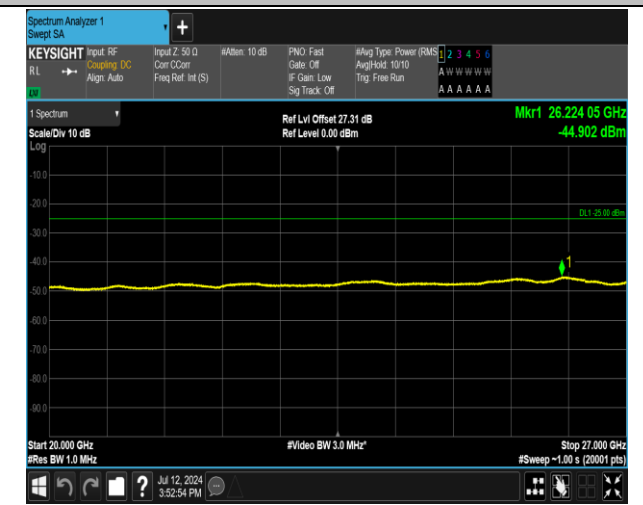 Spectrum Analyzer 1
Swept SA
+
KEYSIGHT Input: RF Input Z: 50 Ω #Atten: 10 dB PNO: Fast #Avg Type: Power (RMS 1 2 3 4 5 6
RL Coupling: DC Corr CCorr Gate: Off Avg|Hold: 10/10 A W W W W W
Align: Auto Freq Ref: Int (S) IF Gain: Low Trig: Free Run
Sig Track: Off A A A A A A
1 Spectrum Ref Lvl Offset 27.31 dB Mkr1 26.224 05 GHz
Scale/Div 10 dB Ref Level 0.00 dBm -44.902 dBm
Log
-10.0
-20.0
DL1 -25.00 dBm
-30.0
-40.0
1
-50.0
-60.0
-70.0
-80.0
-90.0
Start 20.000 GHz #Video BW 3.0 MHz* Stop 27.000 GHz
#Res BW 1.0 MHz #Sweep ~1.00 s (20001 pts)
? Jul 12, 2024
3:52:54 PM